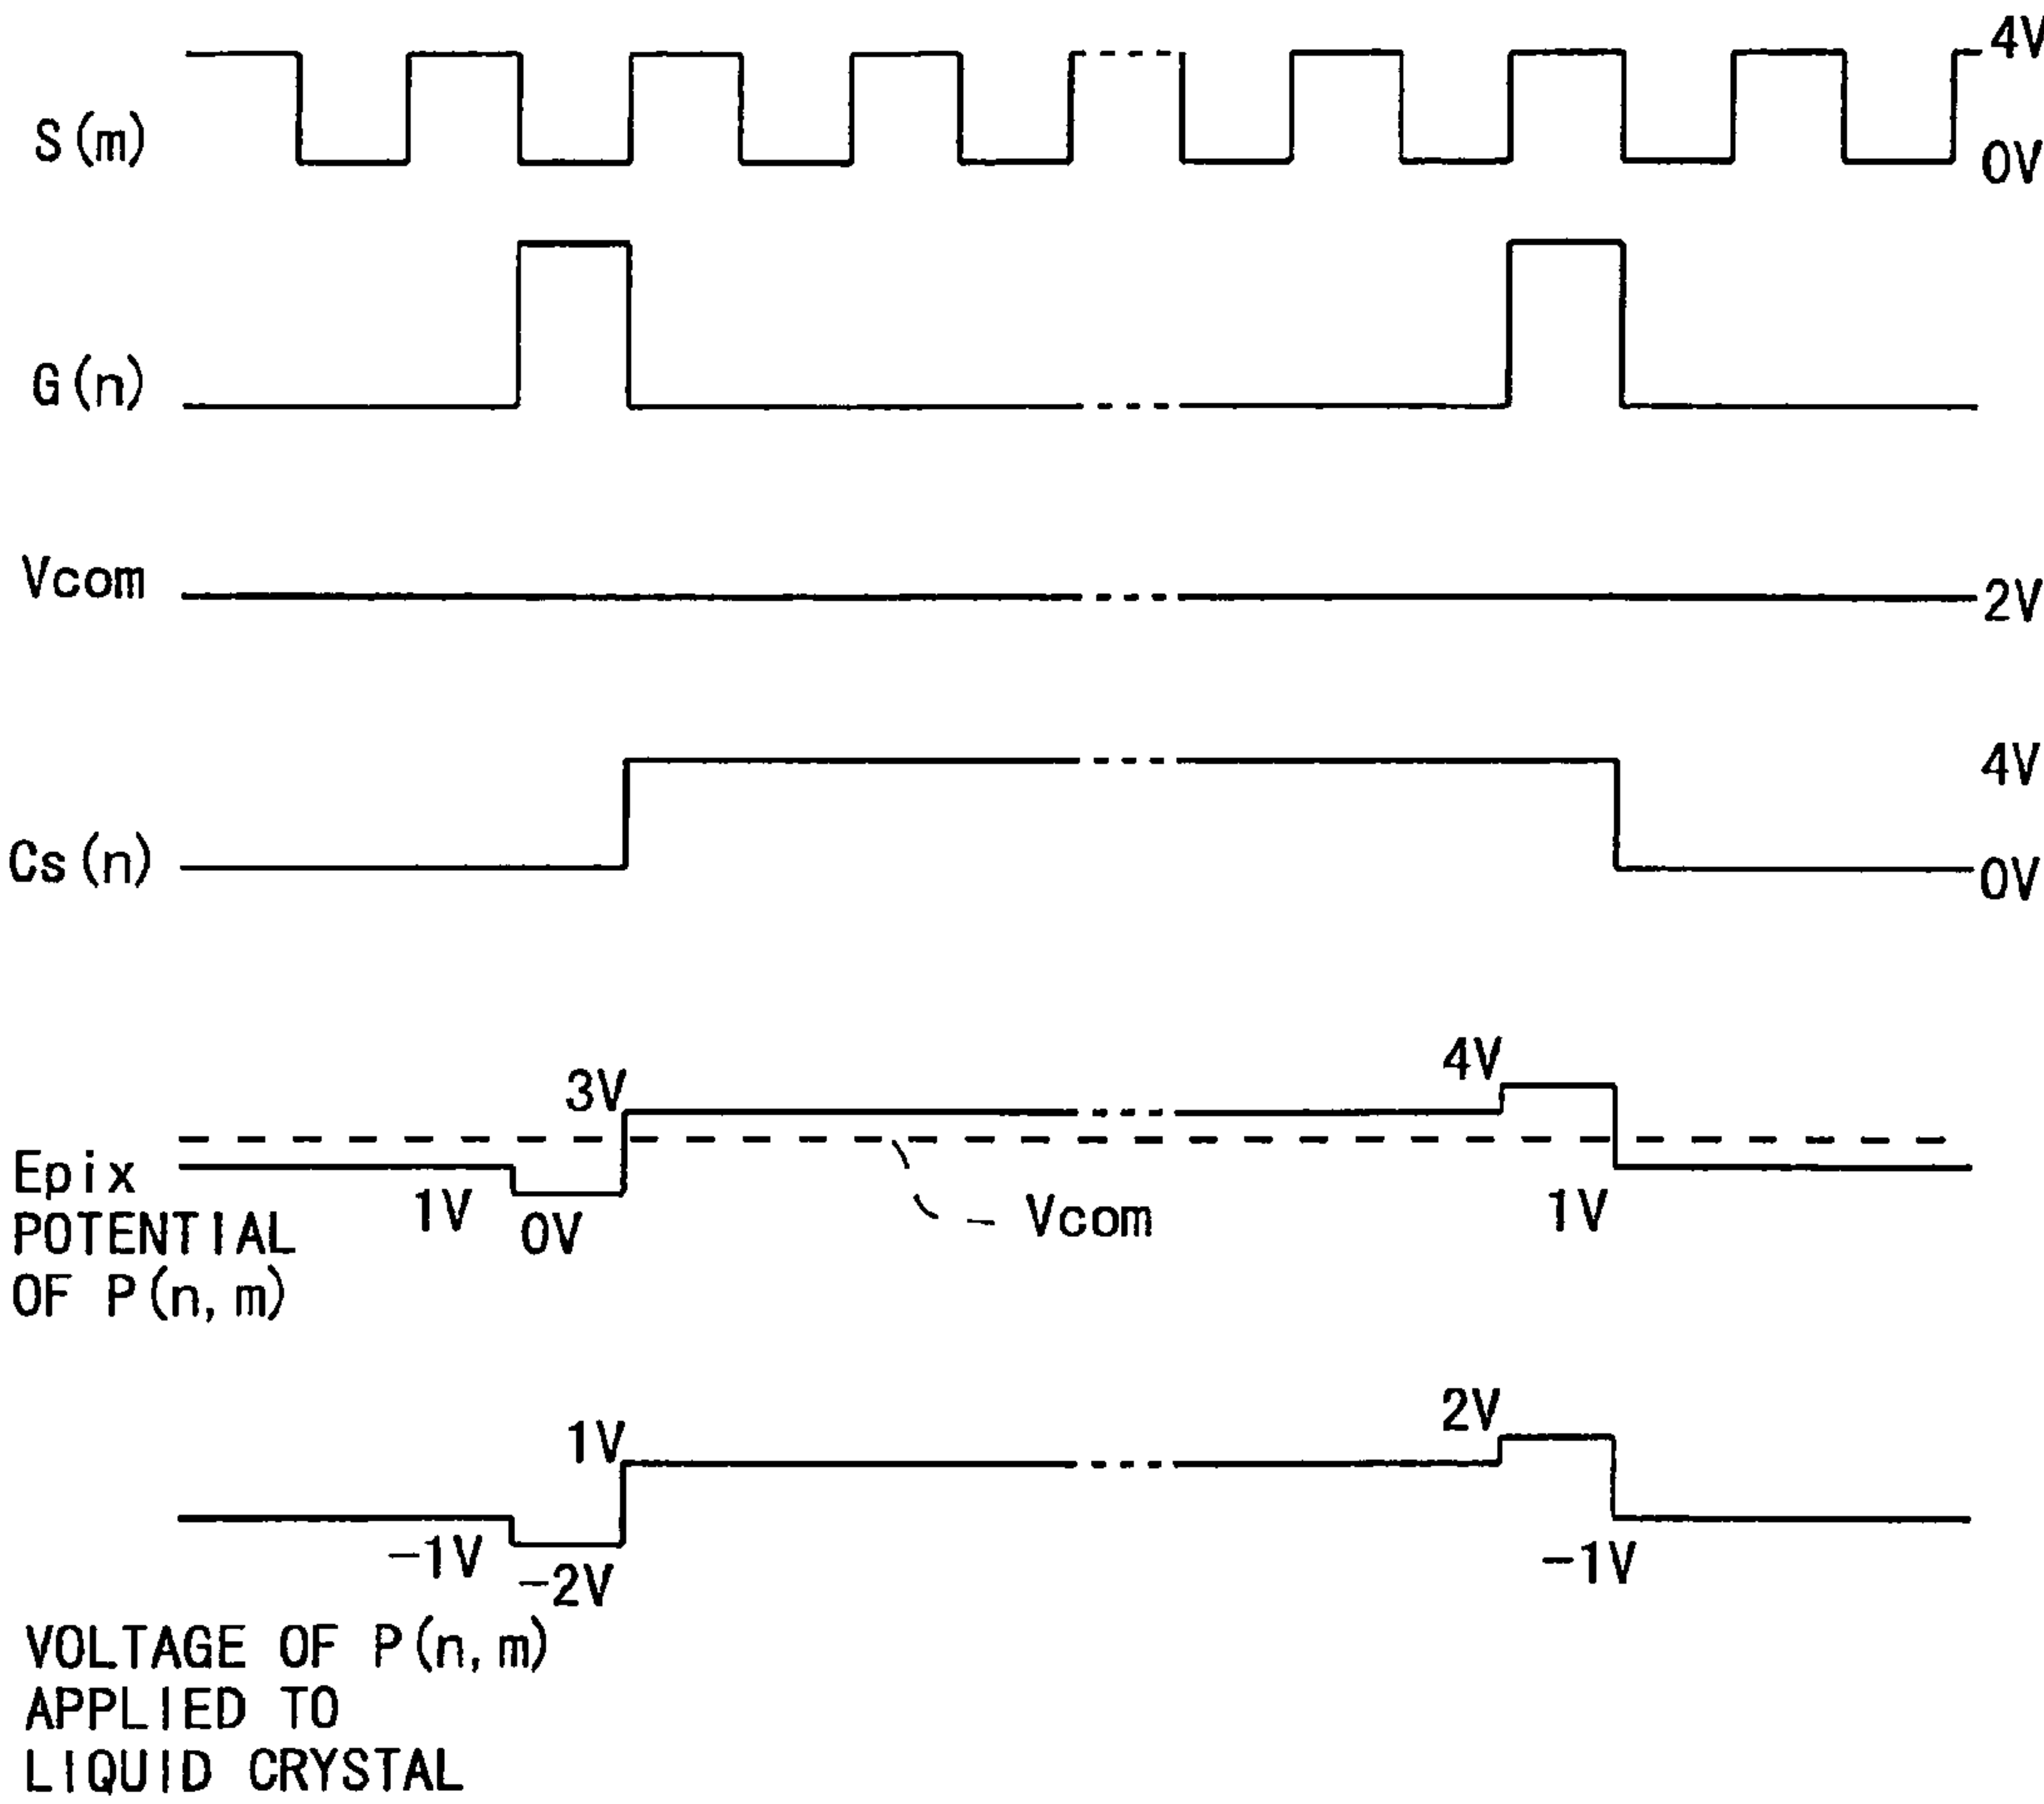 4V
S(m)
0V
G(n)
Vcom
2V
4V
Cs(n)
0V
4V
3V
Epix
POTENTIAL
OF P(n,m)
1V
0V
Vcom
1V
2V
1V
-1V
-2V
-1V
VOLTAGE OF P(n,m)
APPLIED TO
LIQUID CRYSTAL